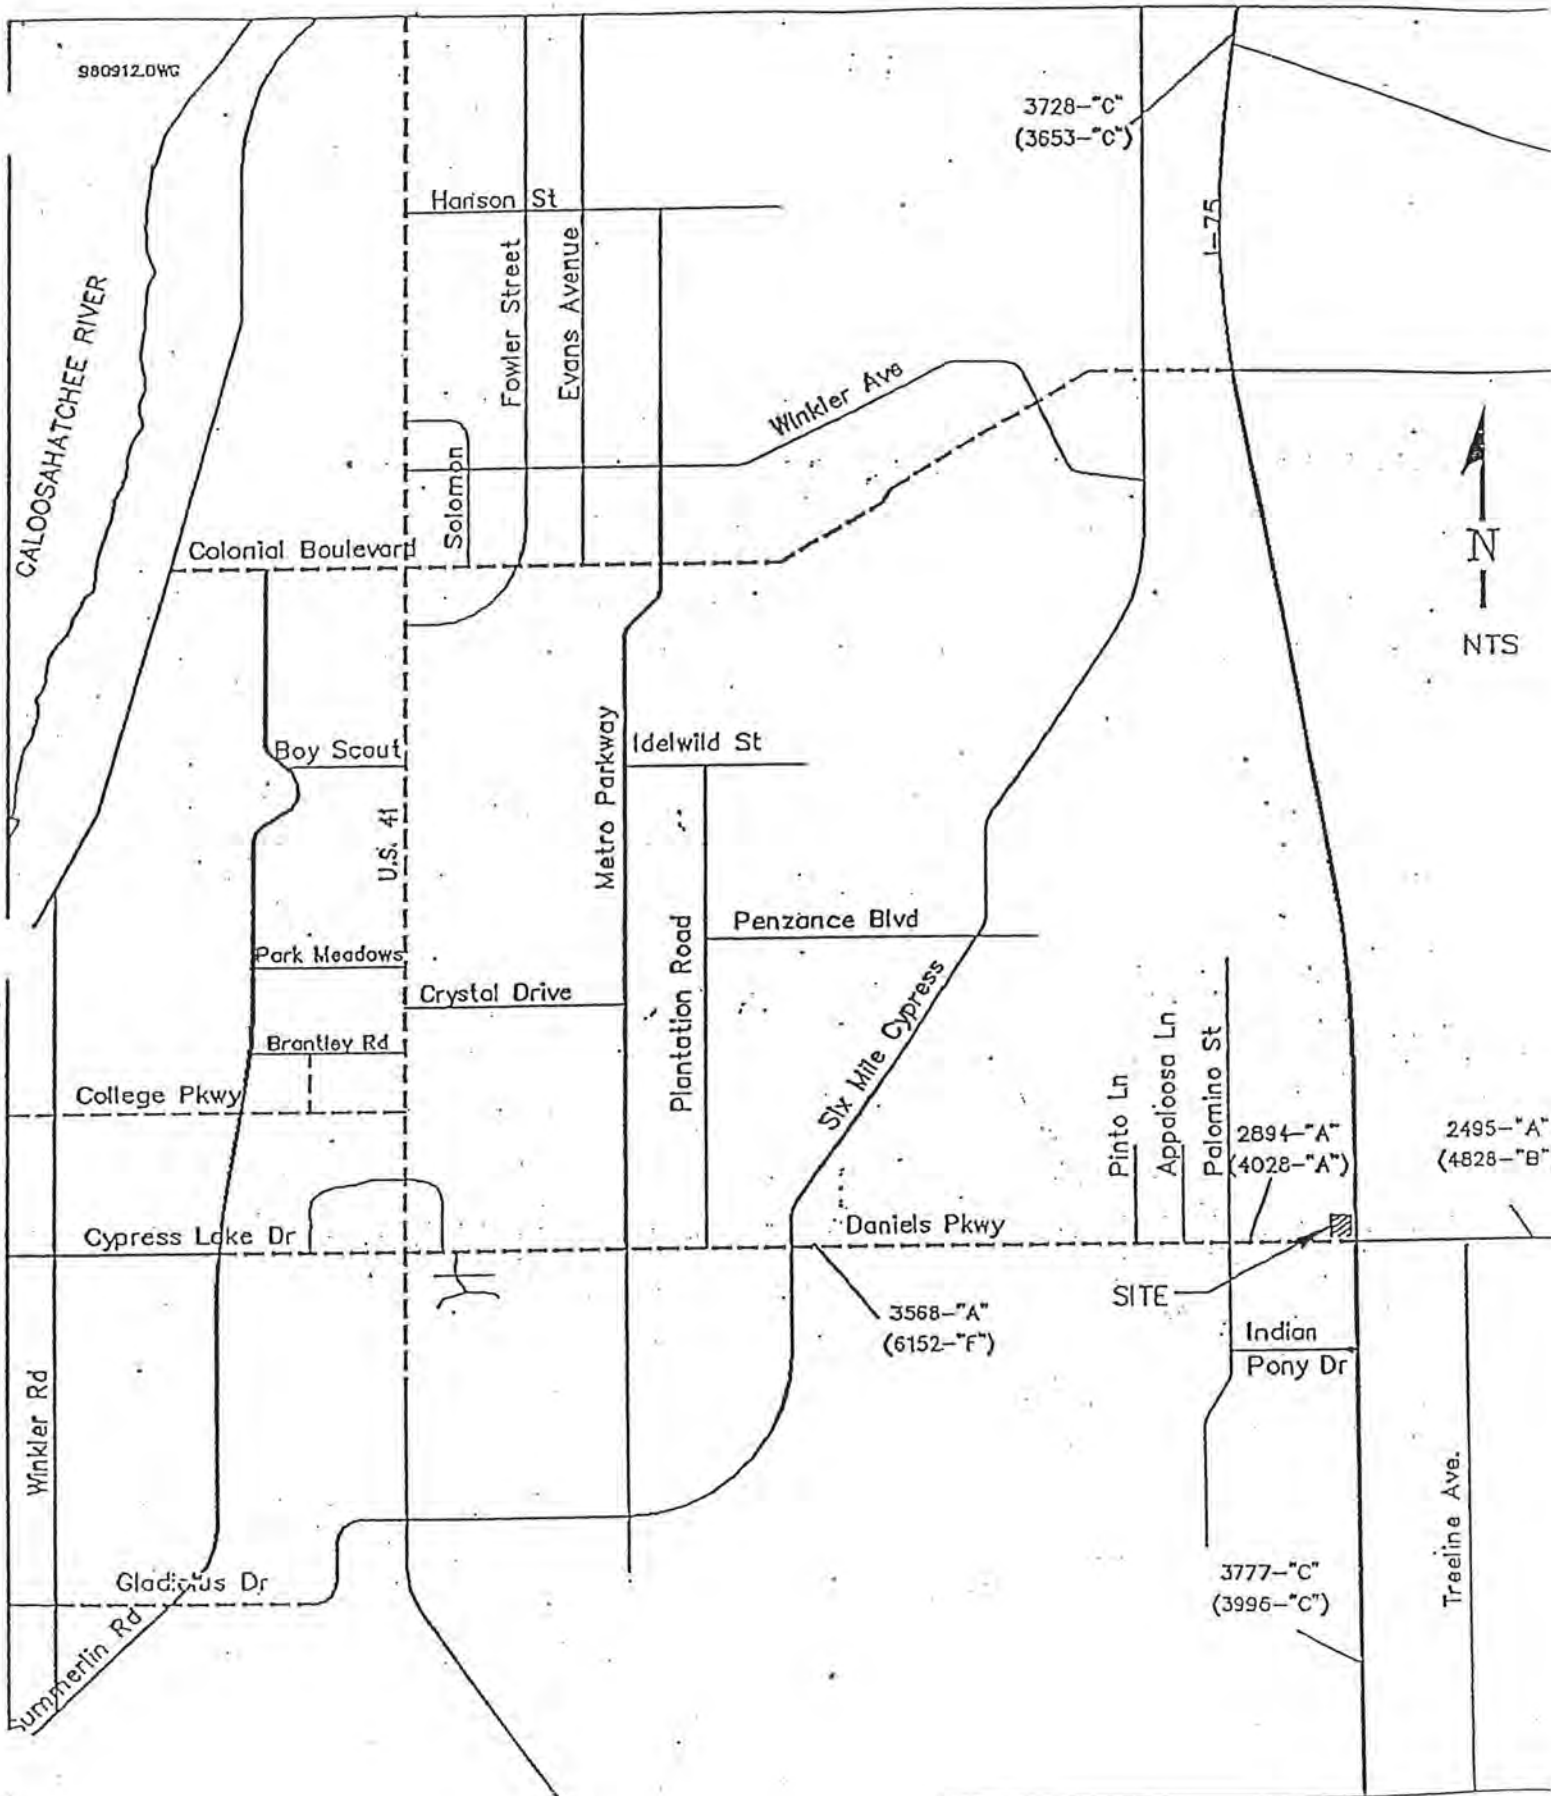 980912.DWG
3728-"C"
(3653-"C")
Harison St
I-75
CALOOSAHATCHEE RIVER
Fowler Street
Evans Avenue
Winkler Ave
Solomon
Colonial Boulevard
N
NTS
Boy Scout
U.S. 41
Metro Parkway
Idelwild St
Plantation Road
Penzance Blvd
Park Meadows
Crystal Drive
Six Mile Cypress
Brantley Rd
College Pkwy
Pinto Ln
Appaloosa Ln.
Palomino St
2894-"A"
(4028-"A")
2495-"A"
(4828-"B"
Cypress Lake Dr
Daniels Pkwy
SITE
3568-"A"
(6152-"F")
Indian
Pony Dr
Winkler Rd
Treeline Ave.
Gladiolus Dr
3777-"C"
(3996-"C")
Summerlin Rd